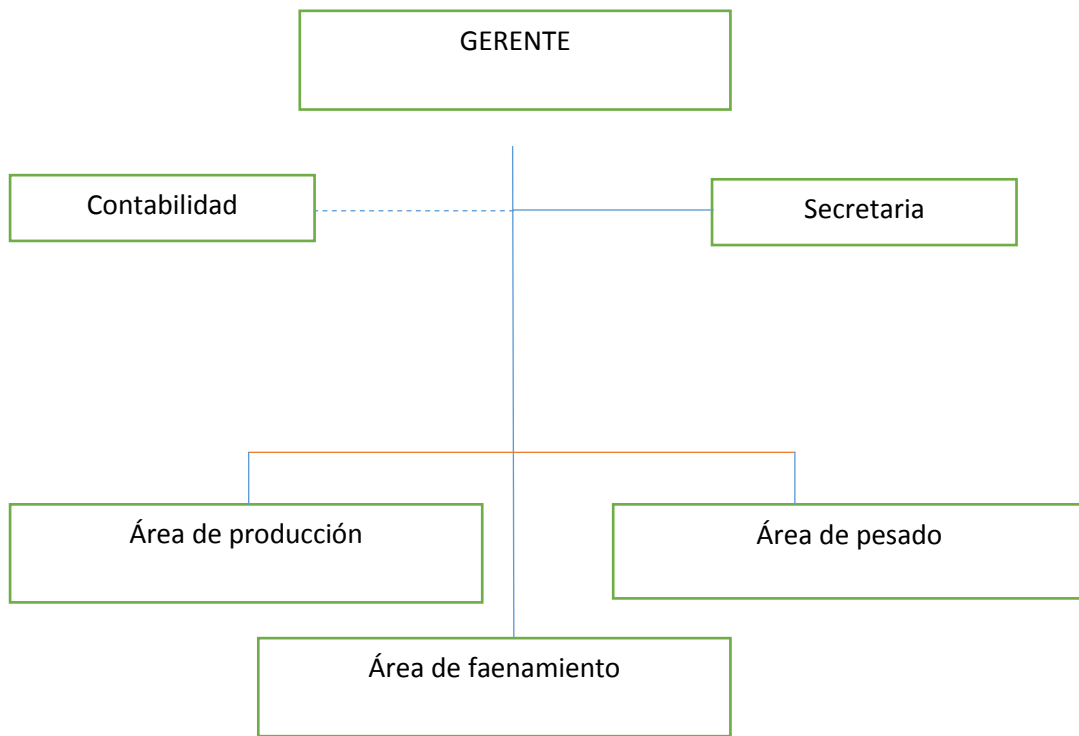 GERENTE
Contabilidad
Secretaria
Área de producción
Área de pesado
Área de faenamiento